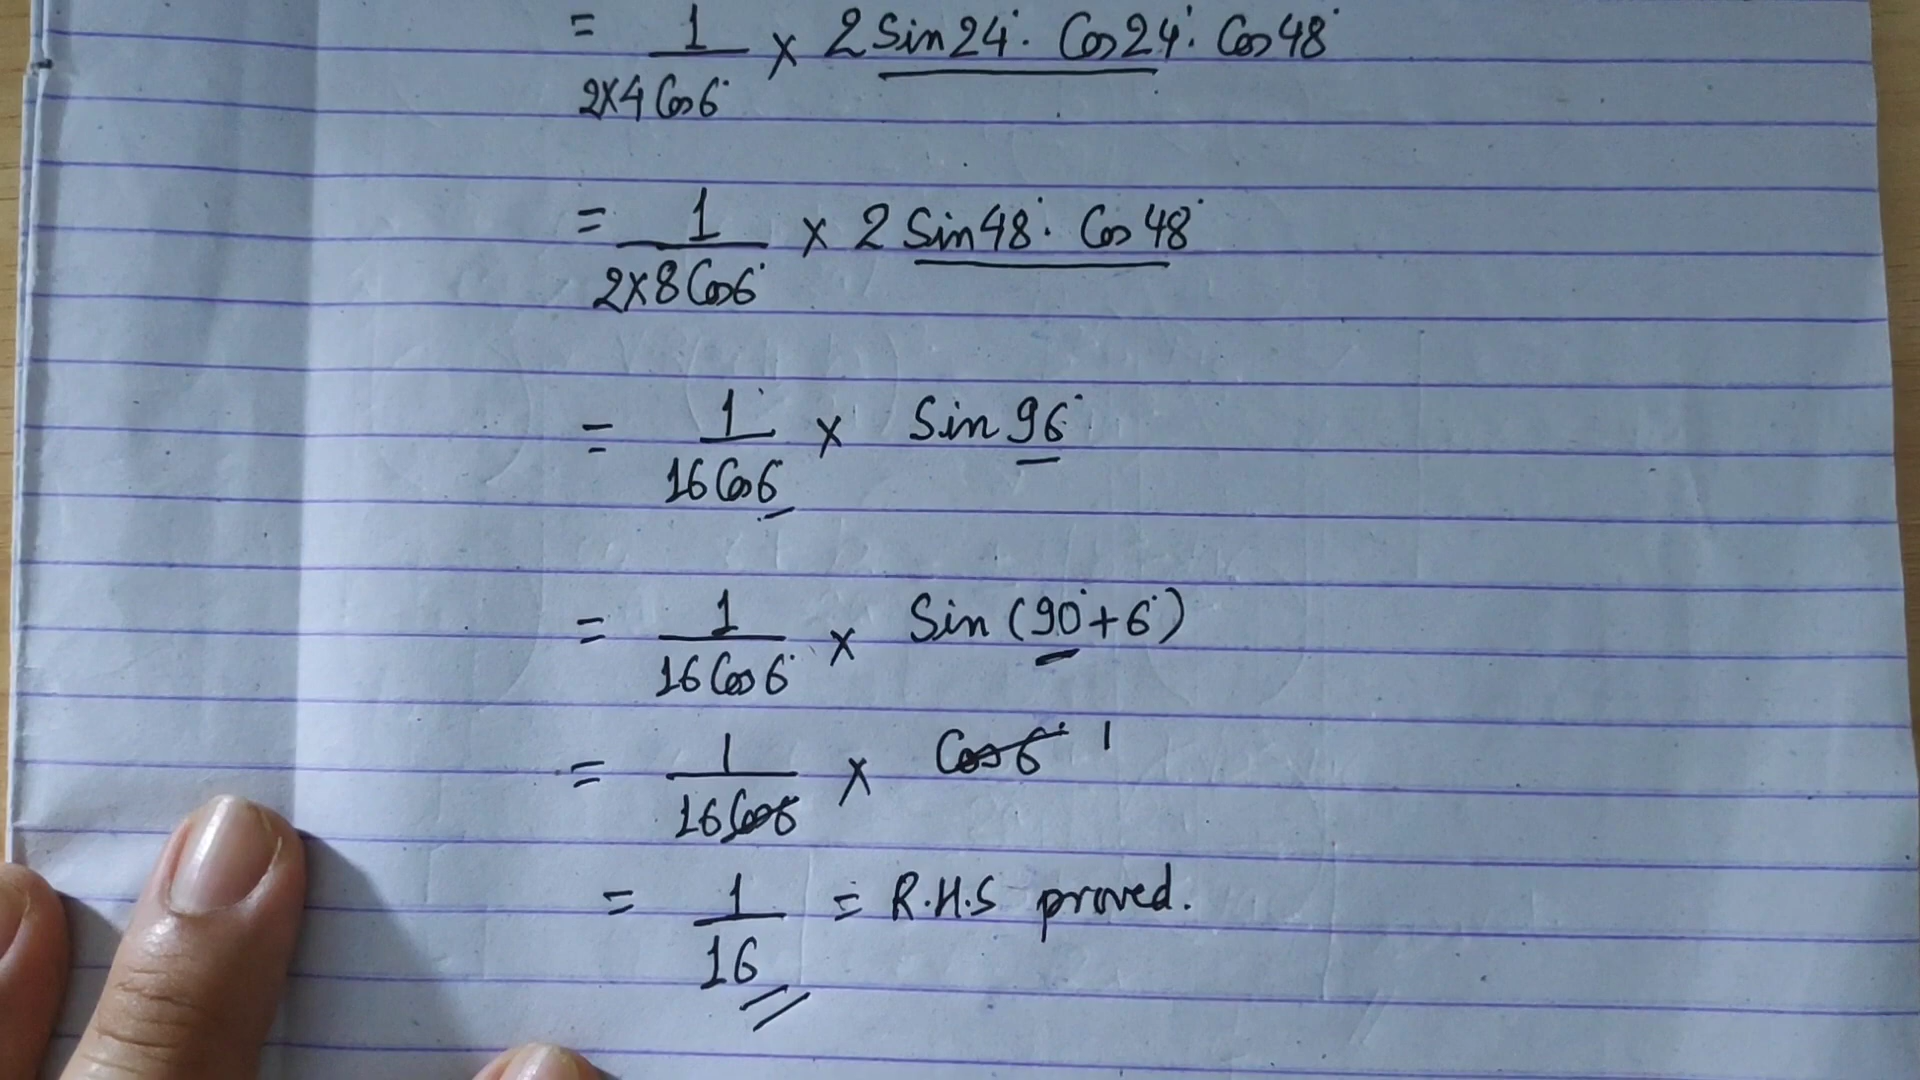 = 1/(2×4 Cos6°) × 2 Sin24°. Cos24°. Cos48°
= 1/(2×8 Cos6°) × 2 Sin48°. Cos48°
= 1/(16 Cos6) × Sin96°
= 1/(16 Cos6°) × Sin(90°+6°)
= 1/(16 Cos6) × Cos6° 1
= 1/16 = R.H.S proved.